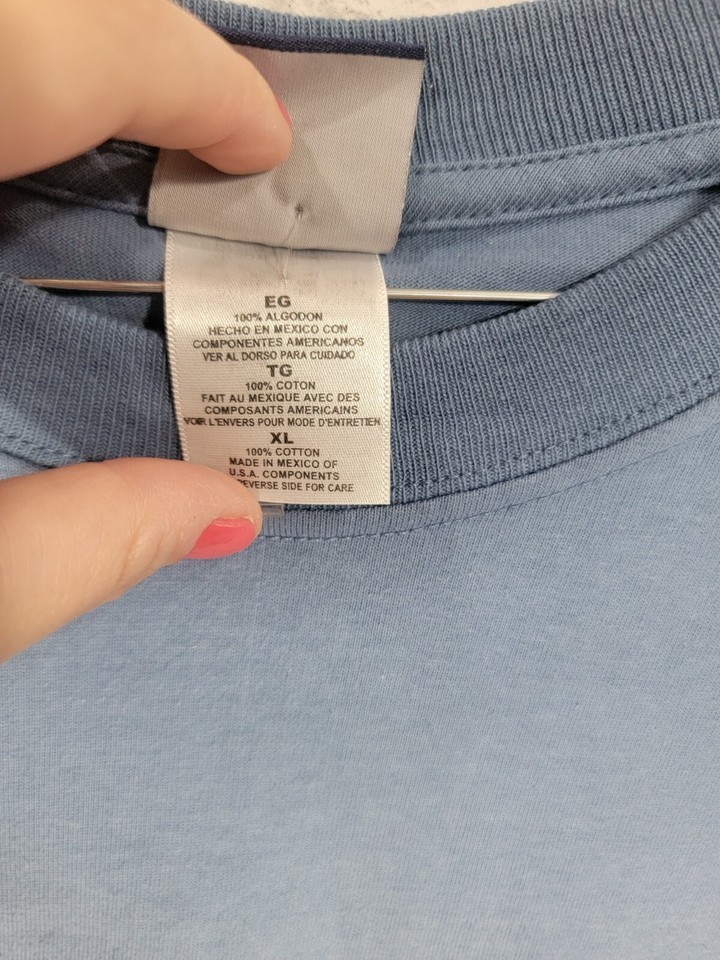 EG
100% ALGODON
HECHO EN MEXICO CON
COMPONENTES AMERICANOS
VER AL DORSO PARA CUIDADO
TG
100% COTON
FAIT AU MEXIQUE AVEC DES
COMPOSANTS AMERICAINS
VOIR L'ENVERS POUR MODE D'ENTRETIEN
XL
100% COTTON
MADE IN MEXICO OF
U.S.A. COMPONENTS
EVERSE SIDE FOR CARE